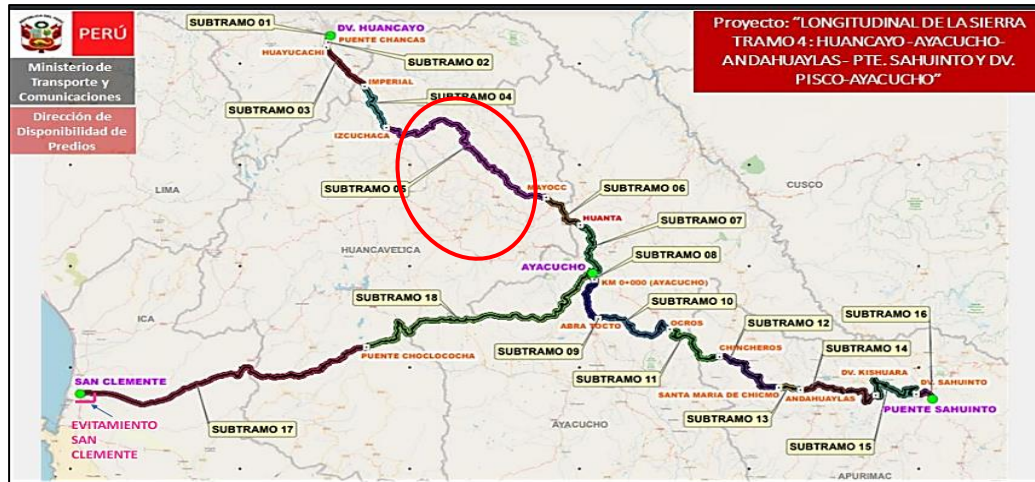 REPÚBLICA DEL PERÚ
PERÚ
Ministerio de
Transporte y
Comunicaciones
Dirección de
Disponibilidad de
Predios
Proyecto: “LONGITUDINAL DE LA SIERRA
TRAMO 4 : HUANCAYO -AYACUCHO-
ANDAHUAYLAS- PTE. SAHUINTO Y DV.
PISCO-AYACUCHO”
SUBTRAMO 01
DV. HUANCAYO
PUENTE CHANCAS
HUAYUCACHI
SUBTRAMO 02
IMPERIAL
SUBTRAMO 03
SUBTRAMO 04
IZCUCHACA
LIMA
SUBTRAMO 05
MAYOCC
SUBTRAMO 06
CUSCO
HUANTA
SUBTRAMO 07
HUANCAVELICA
SUBTRAMO 08
AYACUCHO
KM 0+000 (AYACUCHO)
SUBTRAMO 18
SUBTRAMO 10
ICA
ABRA TOCTO
OCROS
SUBTRAMO 12
SUBTRAMO 16
PUENTE CHOCLOCOCHA
SUBTRAMO 09
CHINCHEROS
SUBTRAMO 14
SUBTRAMO 11
DV. KISHUARA
SAN CLEMENTE
DV. SAHUINTO
SANTA MARIA DE CHICMO
ANDAHUAYLAS
PUENTE SAHUINTO
EVITAMIENTO
SAN
CLEMENTE
SUBTRAMO 17
SUBTRAMO 13
AYACUCHO
SUBTRAMO 15
APURIMAC